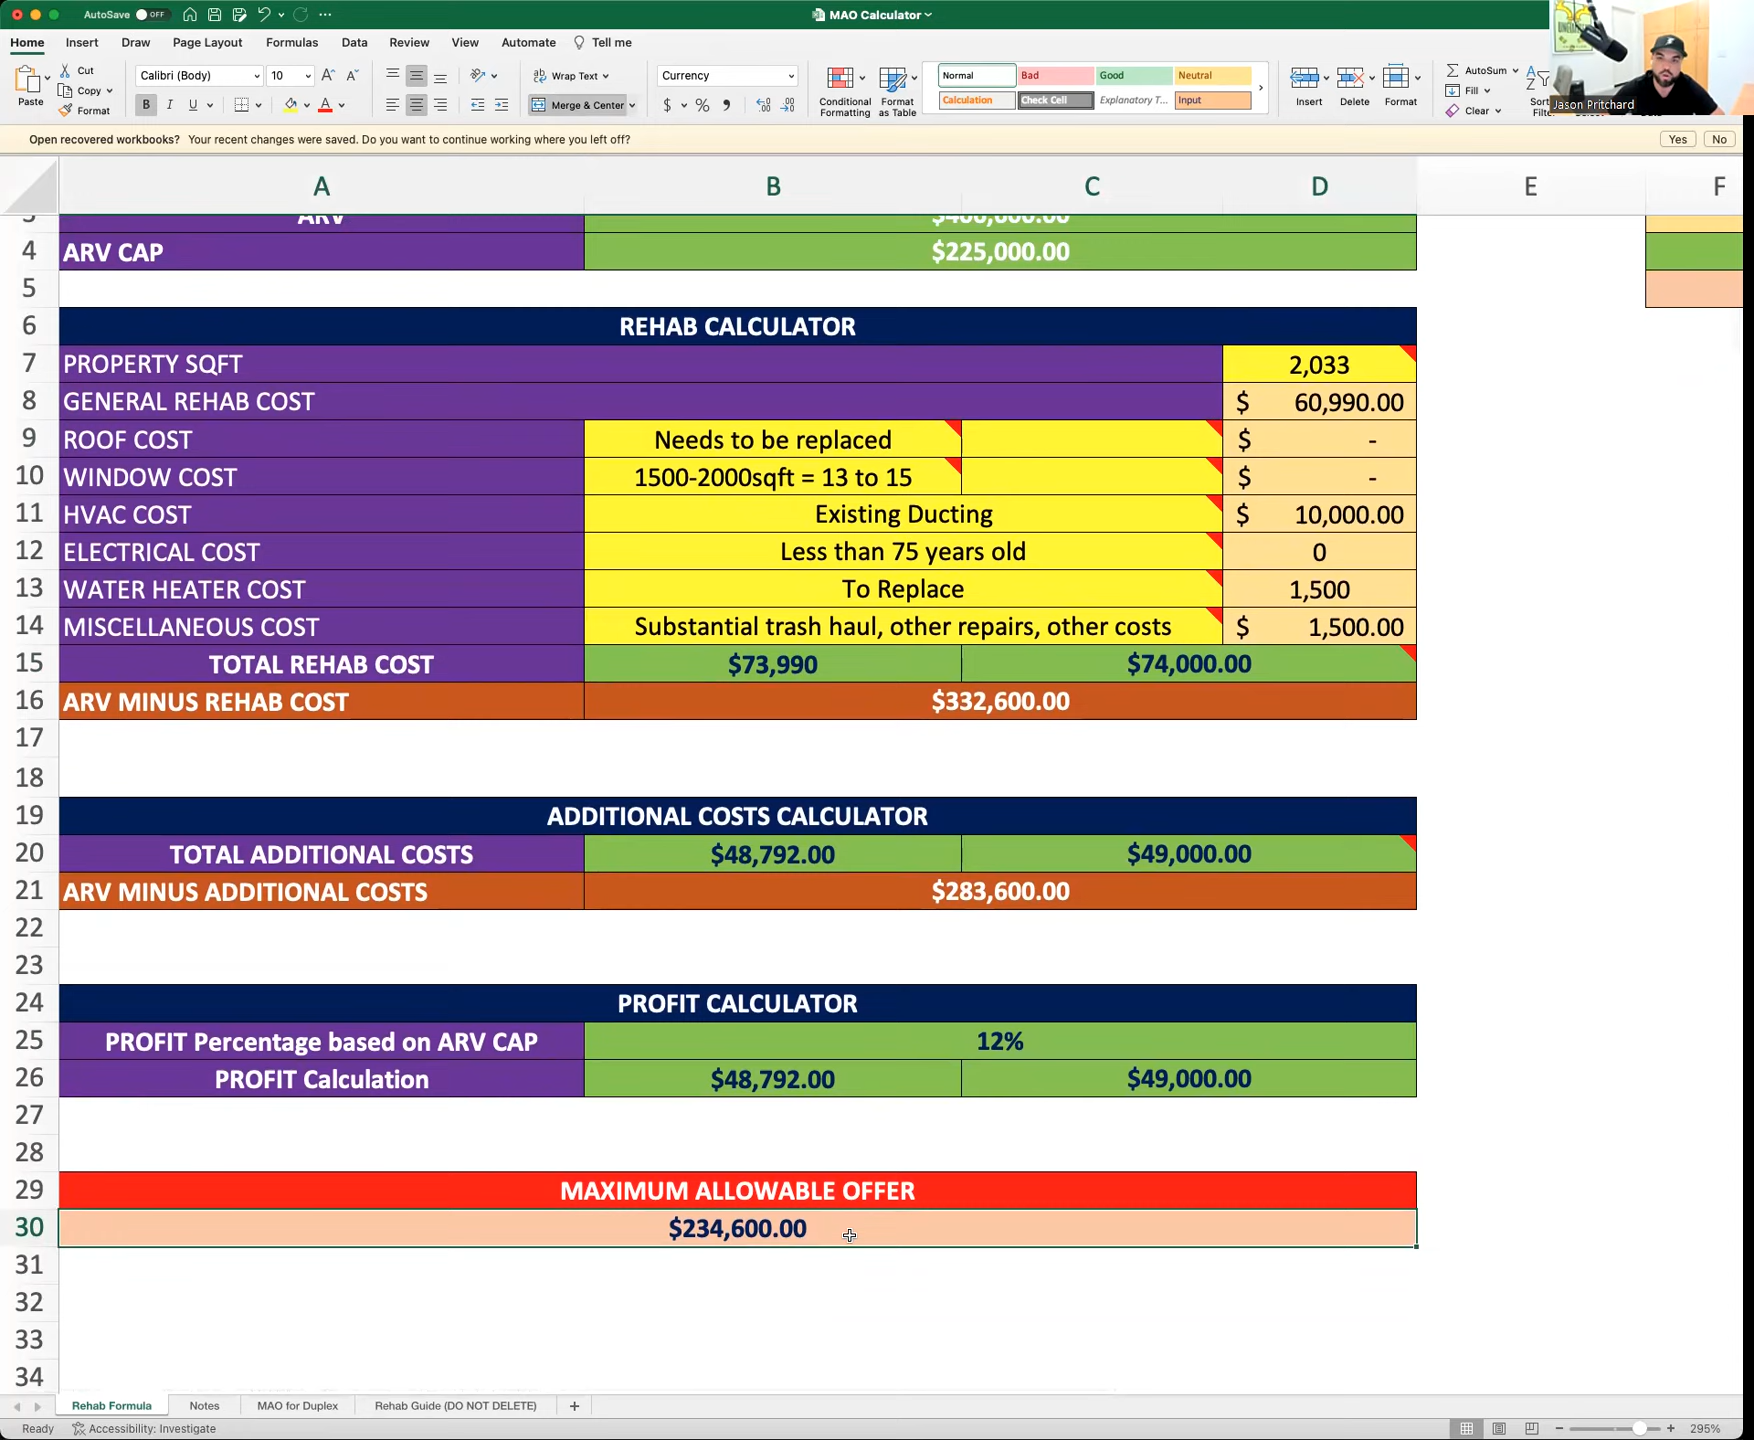 AutoSave OFF ... MAO Calculator
Home Insert Draw Page Layout Formulas Data Review View Automate Tell me
Paste Cut Copy Format
Calibri (Body) 10
B I U A
Wrap Text
Merge & Center
Currency
$ % 9
Conditional Formatting
Format as Table
Normal Bad Good Neutral
Calculation Check Cell Explanatory T... Input
Insert Delete Format
AutoSum
Fill
Clear
Jason Pritchard
Open recovered workbooks? Your recent changes were saved. Do you want to continue working where you left off? Yes No
A B C D E F
3 ARV
4 ARV CAP $225,000.00
5
6 REHAB CALCULATOR
7 PROPERTY SQFT 2,033
8 GENERAL REHAB COST $ 60,990.00
9 ROOF COST Needs to be replaced $ -
10 WINDOW COST 1500-2000sqft = 13 to 15 $ -
11 HVAC COST Existing Ducting $ 10,000.00
12 ELECTRICAL COST Less than 75 years old 0
13 WATER HEATER COST To Replace 1,500
14 MISCELLANEOUS COST Substantial trash haul, other repairs, other costs $ 1,500.00
15 TOTAL REHAB COST $73,990 $74,000.00
16 ARV MINUS REHAB COST $332,600.00
17
18
19 ADDITIONAL COSTS CALCULATOR
20 TOTAL ADDITIONAL COSTS $48,792.00 $49,000.00
21 ARV MINUS ADDITIONAL COSTS $283,600.00
22
23
24 PROFIT CALCULATOR
25 PROFIT Percentage based on ARV CAP 12%
26 PROFIT Calculation $48,792.00 $49,000.00
27
28
29 MAXIMUM ALLOWABLE OFFER
30 $234,600.00
31
32
33
34
Rehab Formula Notes MAO for Duplex Rehab Guide (DO NOT DELETE) +
Ready Accessibility: Investigate 295%